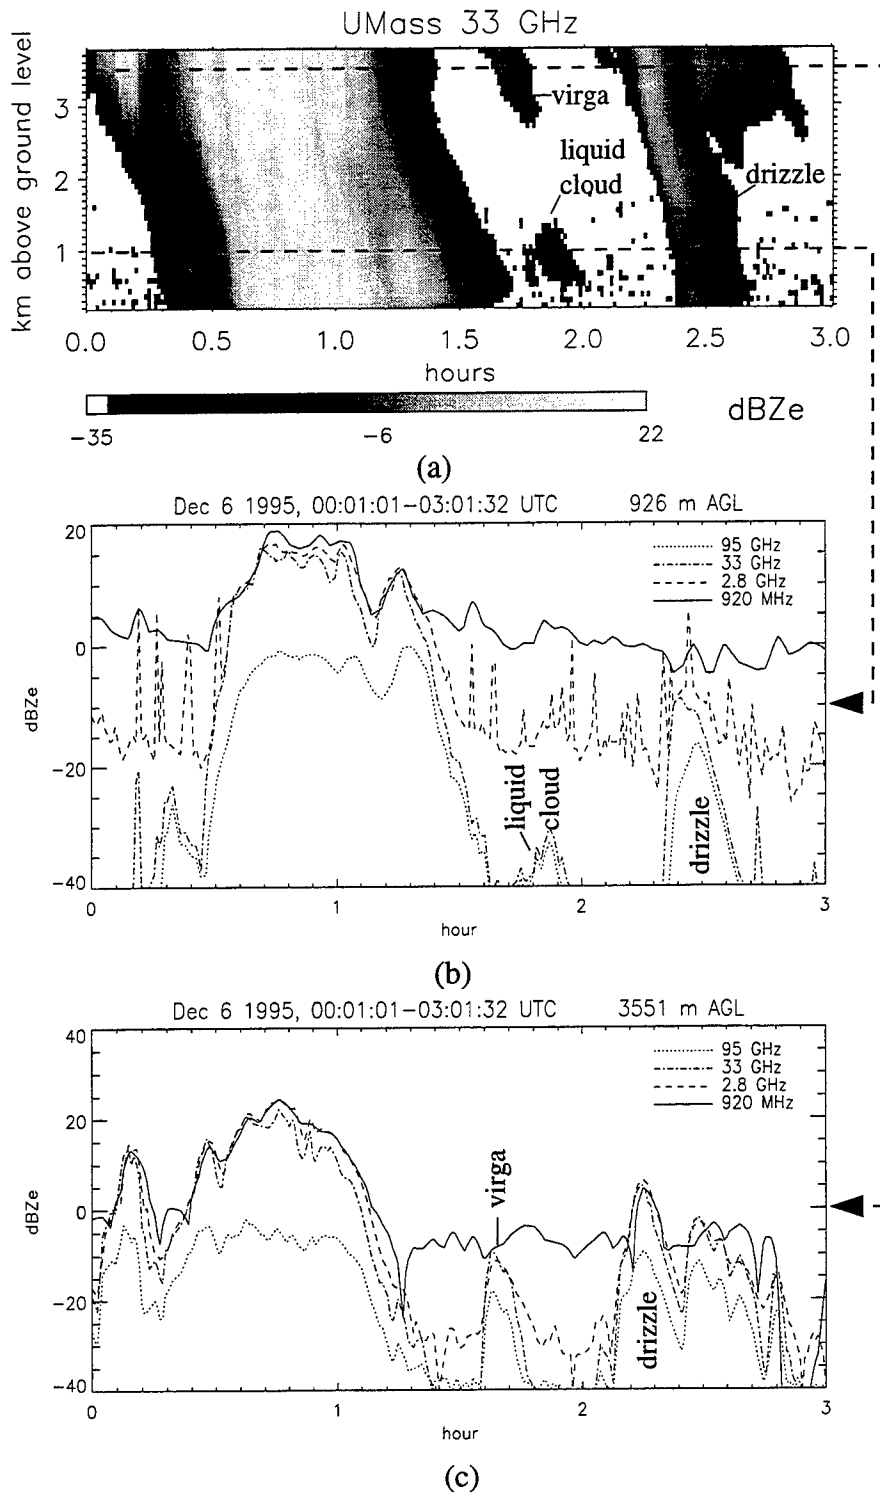 UMass 33 GHz
km above ground level
3
2
1
virga
liquid
cloud
drizzle
0.0 0.5 1.0 1.5 2.0 2.5 3.0
hours
-35 -6 22 dBZe
(a)
Dec 6 1995, 00:01:01-03:01:32 UTC 926 m AGL
95 GHz
33 GHz
2.8 GHz
920 MHz
20
0
-20
-40
dBZe
liquid
cloud
drizzle
0 1 2 3
hour
(b)
Dec 6 1995, 00:01:01-03:01:32 UTC 3551 m AGL
95 GHz
33 GHz
2.8 GHz
920 MHz
40
20
0
-20
-40
dBZe
virga
drizzle
0 1 2 3
hour
(c)